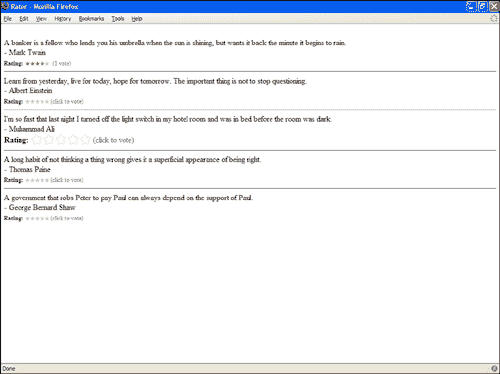 Rater - Mozilla Firefox
File Edit View History Bookmarks Tools Help
A banker is a fellow who lends you his umbrella when the sun is shining, but wants it back the minute it begins to rain.
- Mark Twain
Rating: ★★★★☆ (1 vote)
Learn from yesterday, live for today, hope for tomorrow. The important thing is not to stop questioning.
- Albert Einstein
Rating: ☆☆☆☆☆ (click to vote)
I'm so fast that last night I turned off the light switch in my hotel room and was in bed before the room was dark.
- Muhammad Ali
Rating: ☆☆☆☆☆ (click to vote)
A long habit of not thinking a thing wrong gives it a superficial appearance of being right.
- Thomas Paine
Rating: ☆☆☆☆☆ (click to vote)
A government that robs Peter to pay Paul can always depend on the support of Paul.
- George Bernard Shaw
Rating: ☆☆☆☆☆ (click to vote)
Done